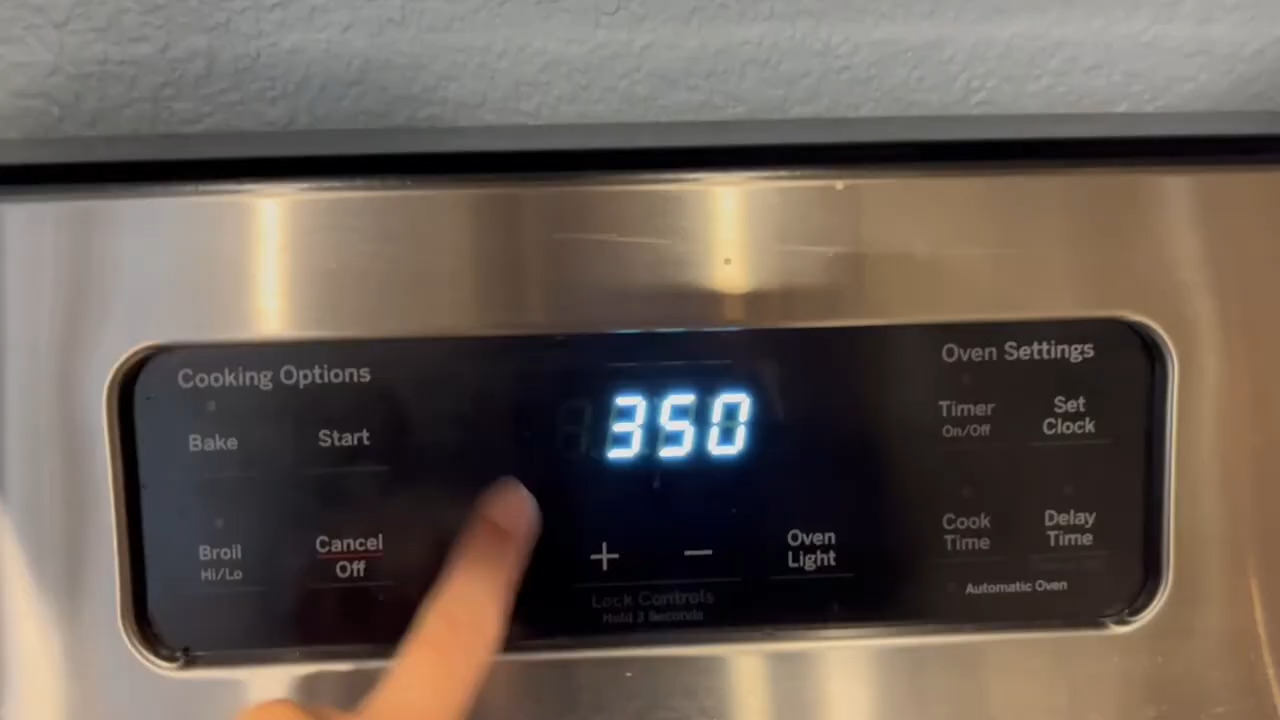 Cooking Options
Bake
Start
Broil
Hi/Lo
Cancel
Off
350
+ −
Oven
Light
Lock Controls
Hold 3 Seconds
Oven Settings
Timer
On/Off
Set
Clock
Cook
Time
Delay
Time
Automatic Oven